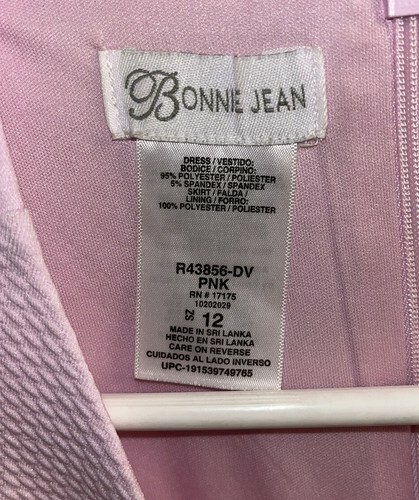 BONNIE JEAN
DRESS / VESTIDO:
BODICE / CORPINO:
95% POLYESTER / POLIESTER
5% SPANDEX / SPANDEX
SKIRT / FALDA /
LINING / FORRO:
100% POLYESTER / POLIESTER
R43856-DV
PNK
RN # 17175
10202029
SZ 12
MADE IN SRI LANKA
HECHO EN SRI LANKA
CARE ON REVERSE
CUIDADOS AL LADO INVERSO
UPC-191539749765